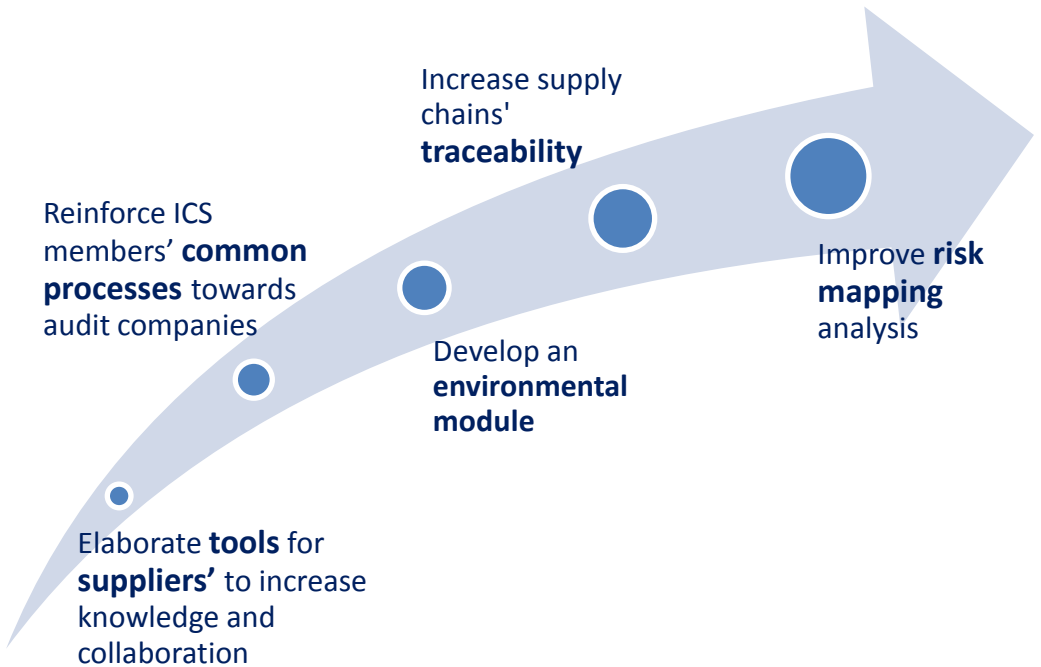 Increase supply
chains'
traceability
Reinforce ICS
members’ common
processes towards
audit companies
Improve risk
mapping
analysis
Develop an
environmental
module
Elaborate tools for
suppliers’ to increase
knowledge and
collaboration